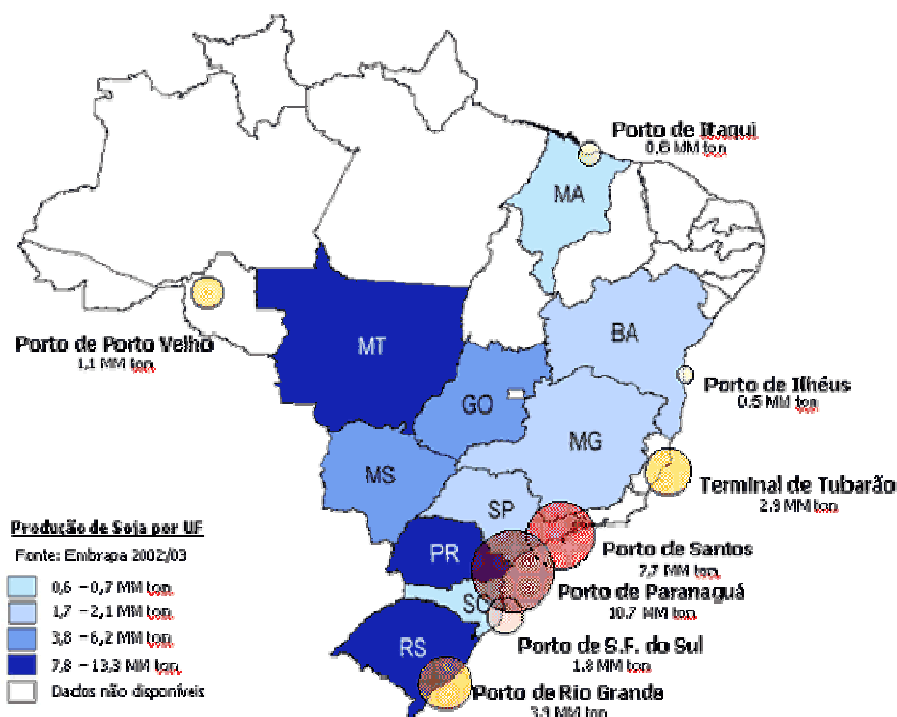 Porto de Itaqui
0.6 MM ton
MA
Porto de Porto Velho
1,1 MM ton
MT
BA
Porto de Ilhéus
0.5 MM ton
GO
MG
MS
Terminal de Tubarão
2.9 MM ton
SP
Porto de Santos
7,7 MM ton
PR
Porto de Paranaguá
10.7 MM ton
SC
Porto de S.F. do Sul
1.8 MM ton
RS
Porto de Rio Grande
3.9 MM ton
Produção de Soja por UF
Fonte: Embrapa 2002/03
0,6 – 0,7 MM ton
1,7 – 2,1 MM ton
3,8 – 6,2 MM ton
7,8 – 13,3 MM ton
Dados não disponíveis